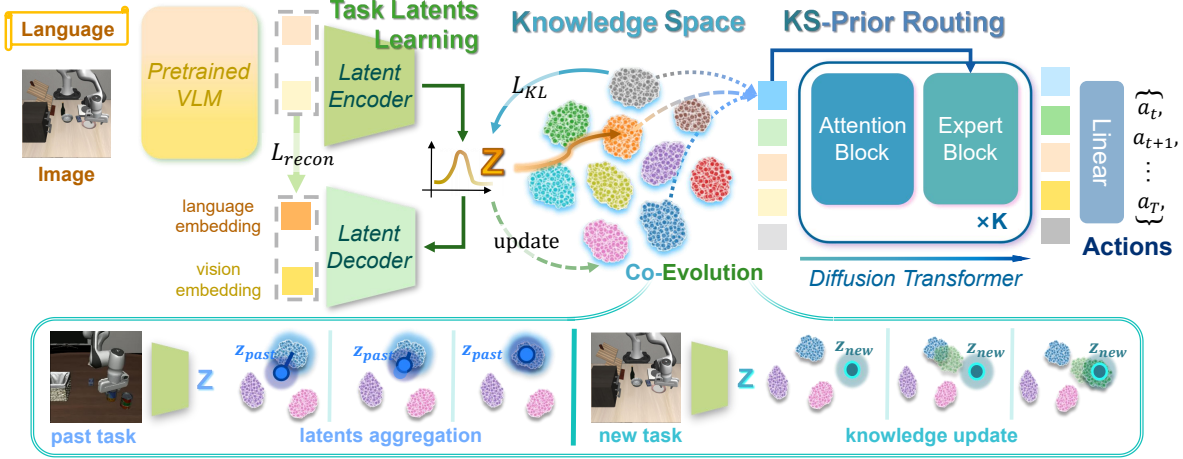 Language
Image
Pretrained
VLM
Task Latents
Learning
Latent
Encoder
L_recon
language
embedding
vision
embedding
Latent
Decoder
Knowledge Space
L_KL
Z
update
Co-Evolution
KS-Prior Routing
Attention
Block
Expert
Block
×K
Diffusion Transformer
Linear
a_t,
a_{t+1},
⋮
a_T,
Actions
past task
Z
z_past
z_past
z_past
latents aggregation
new task
Z
z_new
z_new
z_new
knowledge update